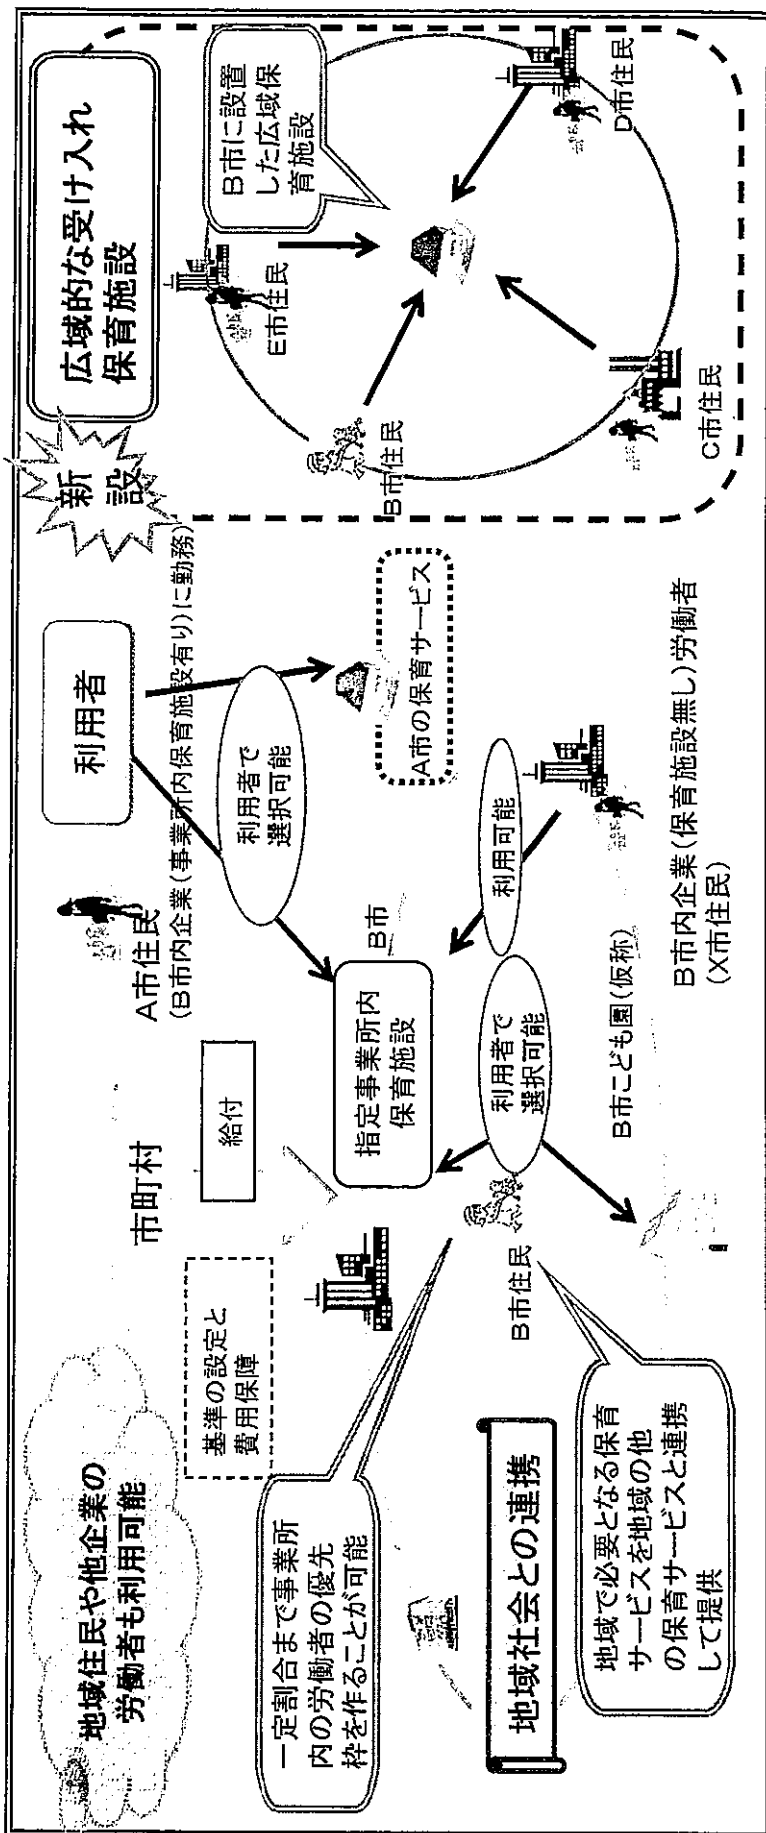 地域住民や他企業の
労働者も利用可能
基準の設定と
費用保障
市町村
給付
一定割合まで事業所
内の労働者の優先
枠を作ることが可能
地域社会との連携
地域で必要となる保育
サービスを地域の他
の保育サービスと連携
して提供
B市住民
指定事業所内
保育施設
B市
利用者で
選択可能
B市こども園(仮称)
A市住民
(B市内企業(事業所内保育施設有り)に勤務)
利用者
利用者で
選択可能
A市の保育サービス
利用可能
B市内企業(保育施設無し)労働者
(X市住民)
新
設
広域的な受け入れ
保育施設
B市に設置
した広域保
育施設
E市住民
B市住民
C市住民
D市住民